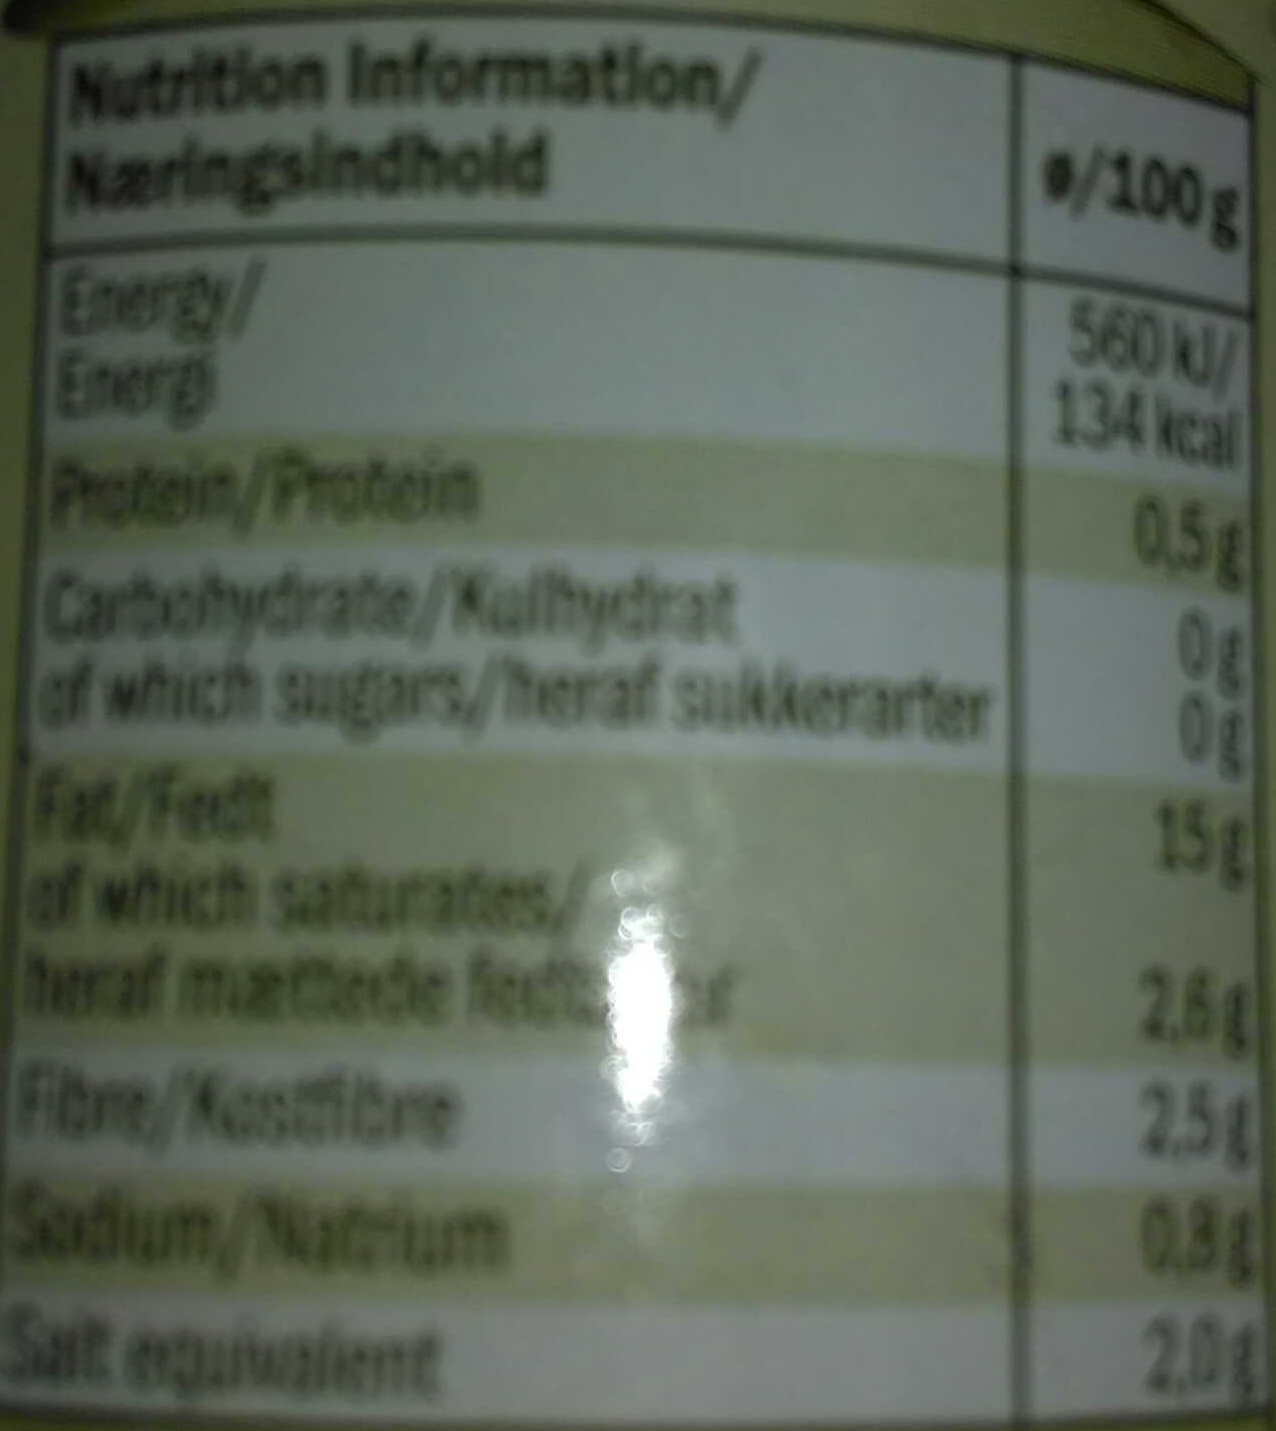 Nutrition Information/
Næringsindhold
ø/100 g
Energy/
Energi
560 kJ/
134 kcal
Protein/Protein 0,5 g
Carbohydrate/Kulhydrat 0 g
of which sugars/heraf sukkerarter 0 g
Fat/Fedt 15 g
of which saturates/
heraf mættede 2,6 g
Fibre/Kostfibre 2,5 g
Sodium/Natrium 0,8 g
Salt equivalent 2,0 g